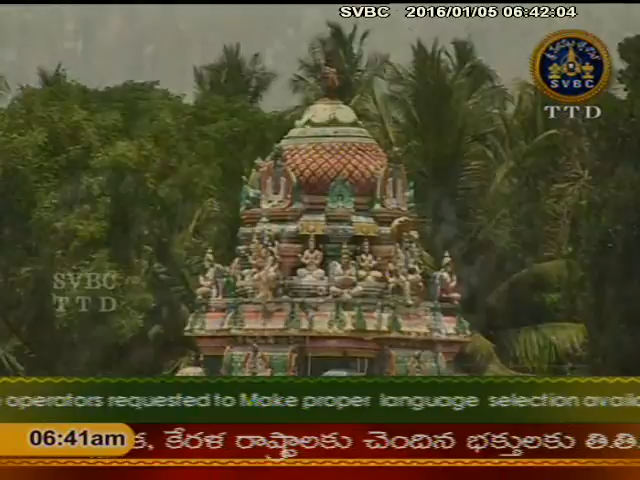 SVBC 2016/01/05 06:42:04
SVBC
TTD
SVBC
TTD
operators requested to Make proper language selection availa
06:41am
క, కేరళ రాష్ట్రాలకు చెందిన భక్తులకు తి.తి.